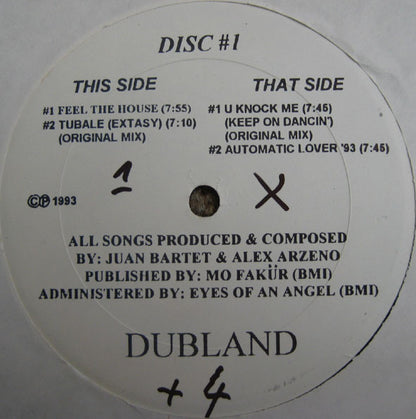 DISC #1
THIS SIDE
#1 FEEL THE HOUSE (7:55)
#2 TUBALE (EXTASY) (7:10)
(ORIGINAL MIX)
THAT SIDE
#1 U KNOCK ME (7:45)
(KEEP ON DANCIN')
(ORIGINAL MIX)
#2 AUTOMATIC LOVER '93 (7:45)
1
X
©℗ 1993
ALL SONGS PRODUCED & COMPOSED
BY: JUAN BARTET & ALEX ARZENO
PUBLISHED BY: MO FAKÜR (BMI)
ADMINISTERED BY: EYES OF AN ANGEL (BMI)
DUBLAND
+4